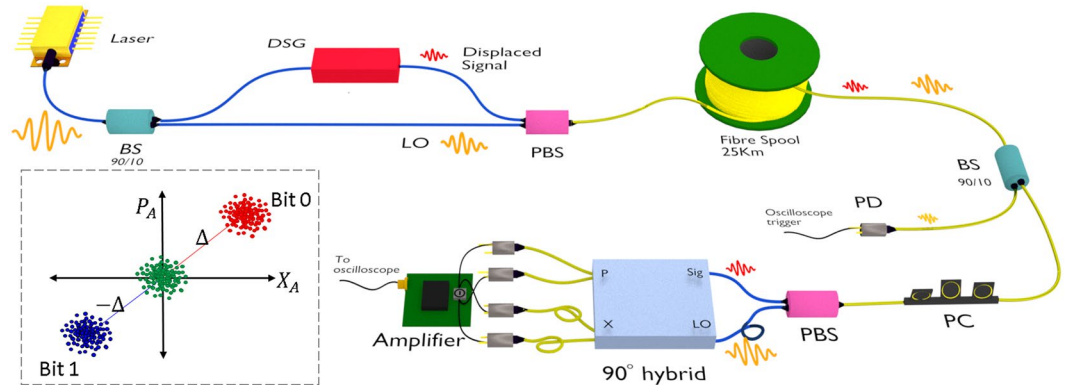 Laser
DSG
Displaced
Signal
BS
90/10
LO
PBS
Fibre Spool
25Km
BS
90/10
PD
Oscilloscope
trigger
P_A
Bit 0
Δ
X_A
−Δ
Bit 1
To
oscilloscope
Amplifier
P
X
Sig
LO
90° hybrid
PBS
PC